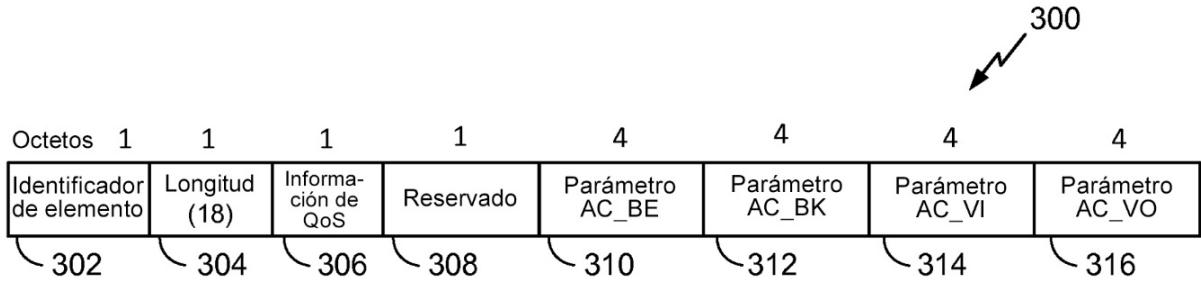 300
Octetos 1 1 1 1 4 4 4 4
Identificador
de elemento
Longitud
(18)
Informa-
ción de
QoS
Reservado
Parámetro
AC_BE
Parámetro
AC_BK
Parámetro
AC_VI
Parámetro
AC_VO
302 304 306 308 310 312 314 316